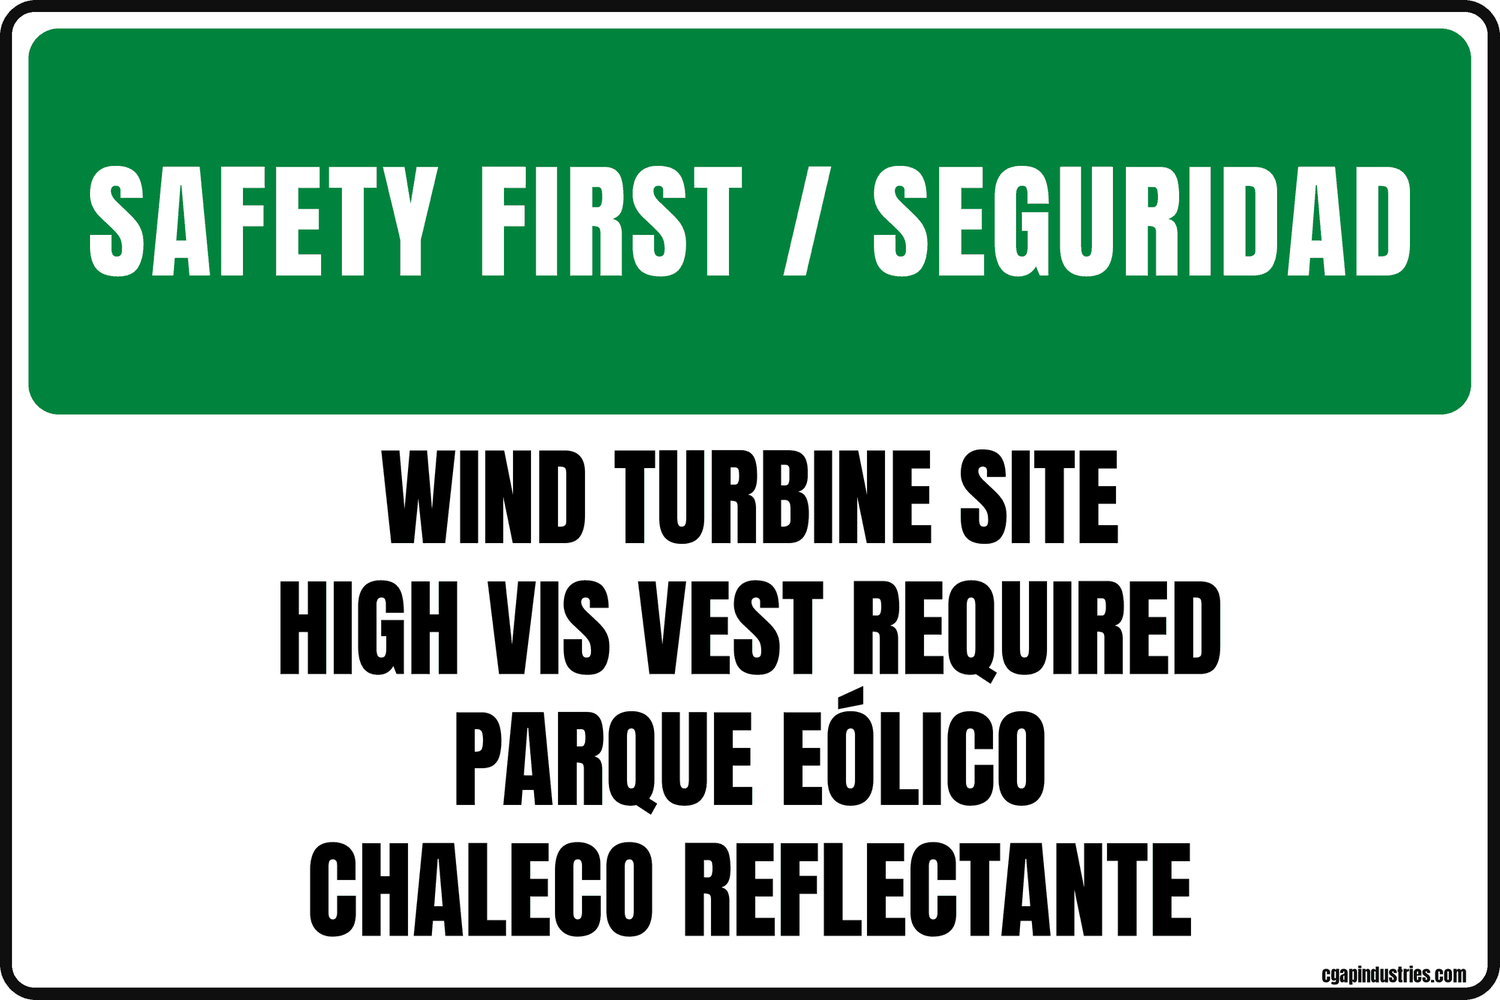 SAFETY FIRST / SEGURIDAD
WIND TURBINE SITE
HIGH VIS VEST REQUIRED
PARQUE EÓLICO
CHALECO REFLECTANTE
cgapindustries.com